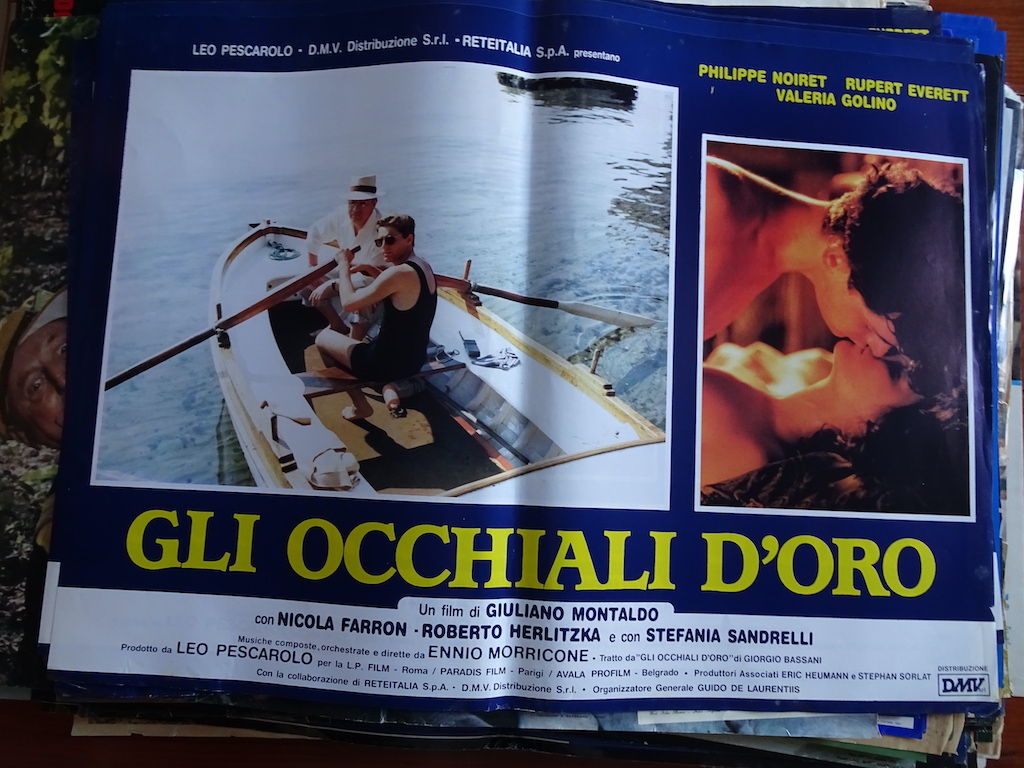 LEO PESCAROLO - D.M.V. Distribuzione S.r.l. - RETEITALIA S.p.A. presentano
PHILIPPE NOIRET RUPERT EVERETT
VALERIA GOLINO
GLI OCCHIALI D'ORO
Un film di GIULIANO MONTALDO
con NICOLA FARRON - ROBERTO HERLITZKA e con STEFANIA SANDRELLI
Musiche composte, orchestrate e dirette da ENNIO MORRICONE • Tratto da "GLI OCCHIALI D'ORO" di GIORGIO BASSANI
Prodotto da LEO PESCAROLO per la L.P. FILM - Roma / PARADIS FILM - Parigi / AVALA PROFILM - Belgrado • Produttori Associati ERIC HEUMANN e STEPHAN SORLAT
Con la collaborazione di RETEITALIA S.p.A. - D.M.V. Distribuzione S.r.l. • Organizzatore Generale GUIDO DE LAURENTIIS
DISTRIBUZIONE
DMV